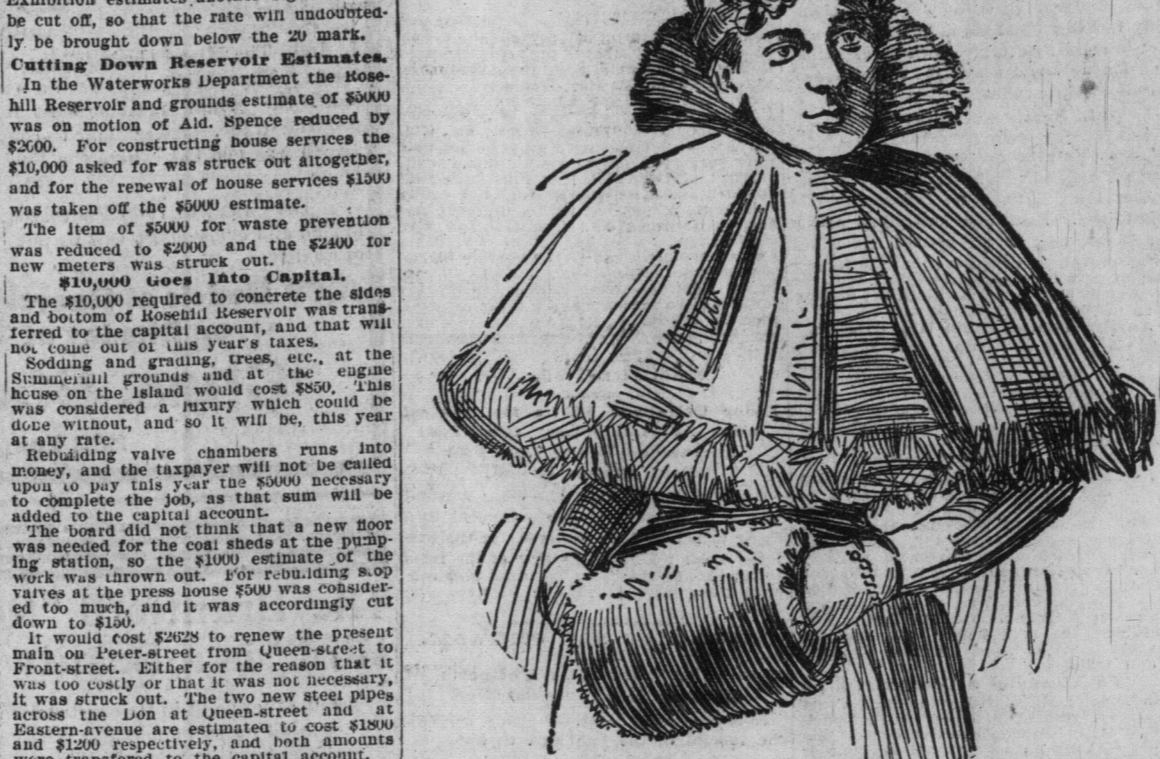 Exhibition estimates
be cut off, so that the rate will undoubted-
ly be brought down below the 20 mark.
Cutting Down Reservoir Estimates.
In the Waterworks Department the Rose-
hill Reservoir and grounds estimate of $5000
was on motion of Ald. Spence reduced by
$2000. For constructing house services the
$10,000 asked for was struck out altogether,
and for the renewal of house services $1500
was taken off the $5000 estimate.
The item of $5000 for waste prevention
was reduced to $2000 and the $2400 for
new meters was struck out.
$10,000 Goes Into Capital.
The $10,000 required to concrete the sides
and bottom of Rosehill Reservoir was trans-
ferred to the capital account, and that will
not come out of this year's taxes.
Sodding and grading, trees, etc., at the
Summerhill grounds and at the engine
house on the Island would cost $850. This
was considered a luxury which could be
done without, and so it will be, this year
at any rate.
Rebuilding valve chambers runs into
money, and the taxpayer will not be called
upon to pay this year the $5000 necessary
to complete the job, as that sum will be
added to the capital account.
The board did not think that a new floor
was needed for the coal sheds at the pump-
ing station, so the $1000 estimate of the
work was thrown out. For rebuilding stop
valves at the press house $500 was consider-
ed too much, and it was accordingly cut
down to $150.
It would cost $2628 to renew the present
main on Peter-street from Queen-street to
Front-street. Either for the reason that it
was too costly or that it was not necessary,
it was struck out. The two new steel pipes
across the Don at Queen-street and at
Eastern-avenue are estimated to cost $1800
and $1200 respectively, and both amounts
were transfered to the capital account.